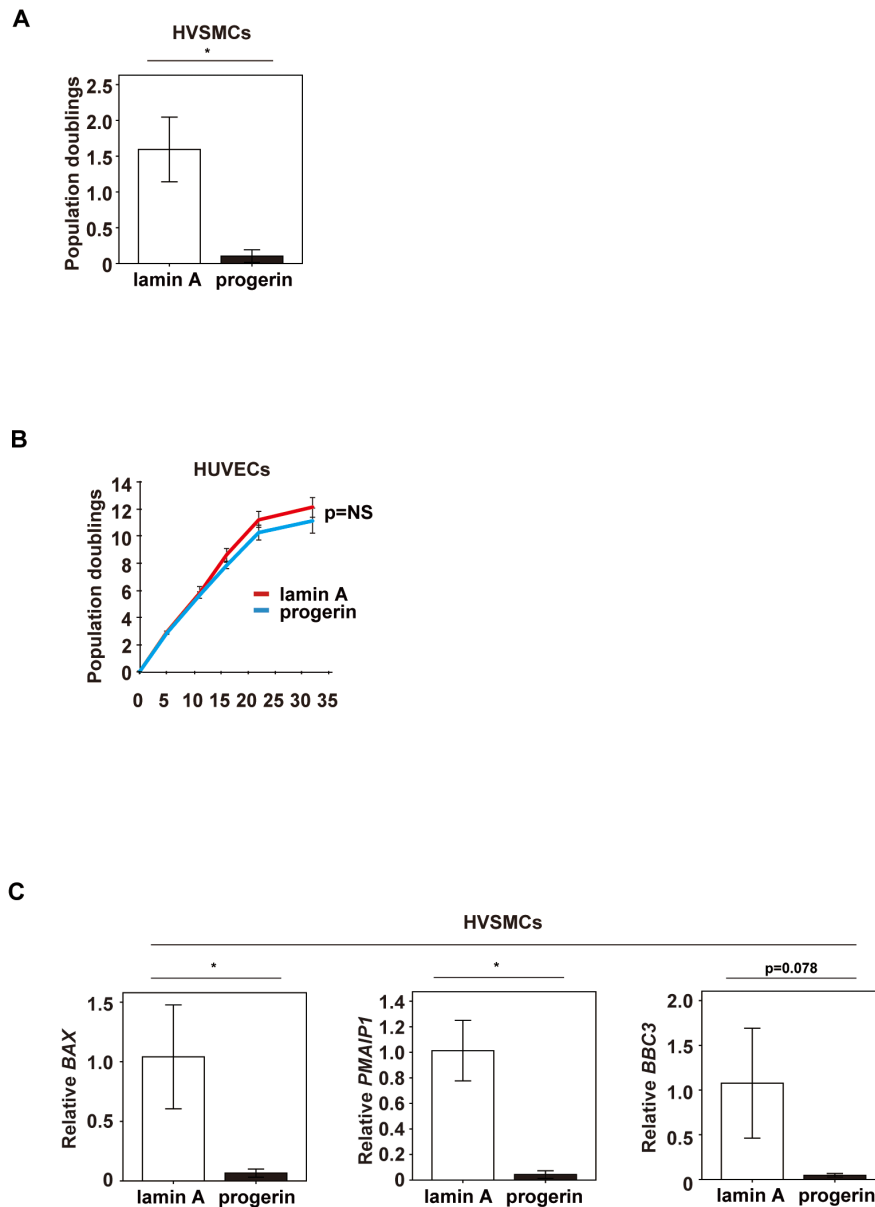 A
HVSMCs
*
Population doublings
2.5
2.0
1.5
1.0
0.5
0
lamin A progerin
B
HUVECs
Population doublings
14
12
10
8
6
4
2
0
p=NS
lamin A
progerin
0 5 10 15 20 25 30 35
C
HVSMCs
*
Relative BAX
1.5
1.0
0.5
0
lamin A progerin
*
Relative PMAIP1
1.4
1.2
1.0
0.8
0.6
0.4
0.2
0
lamin A progerin
p=0.078
Relative BBC3
2.0
1.5
1.0
0.5
0
lamin A progerin